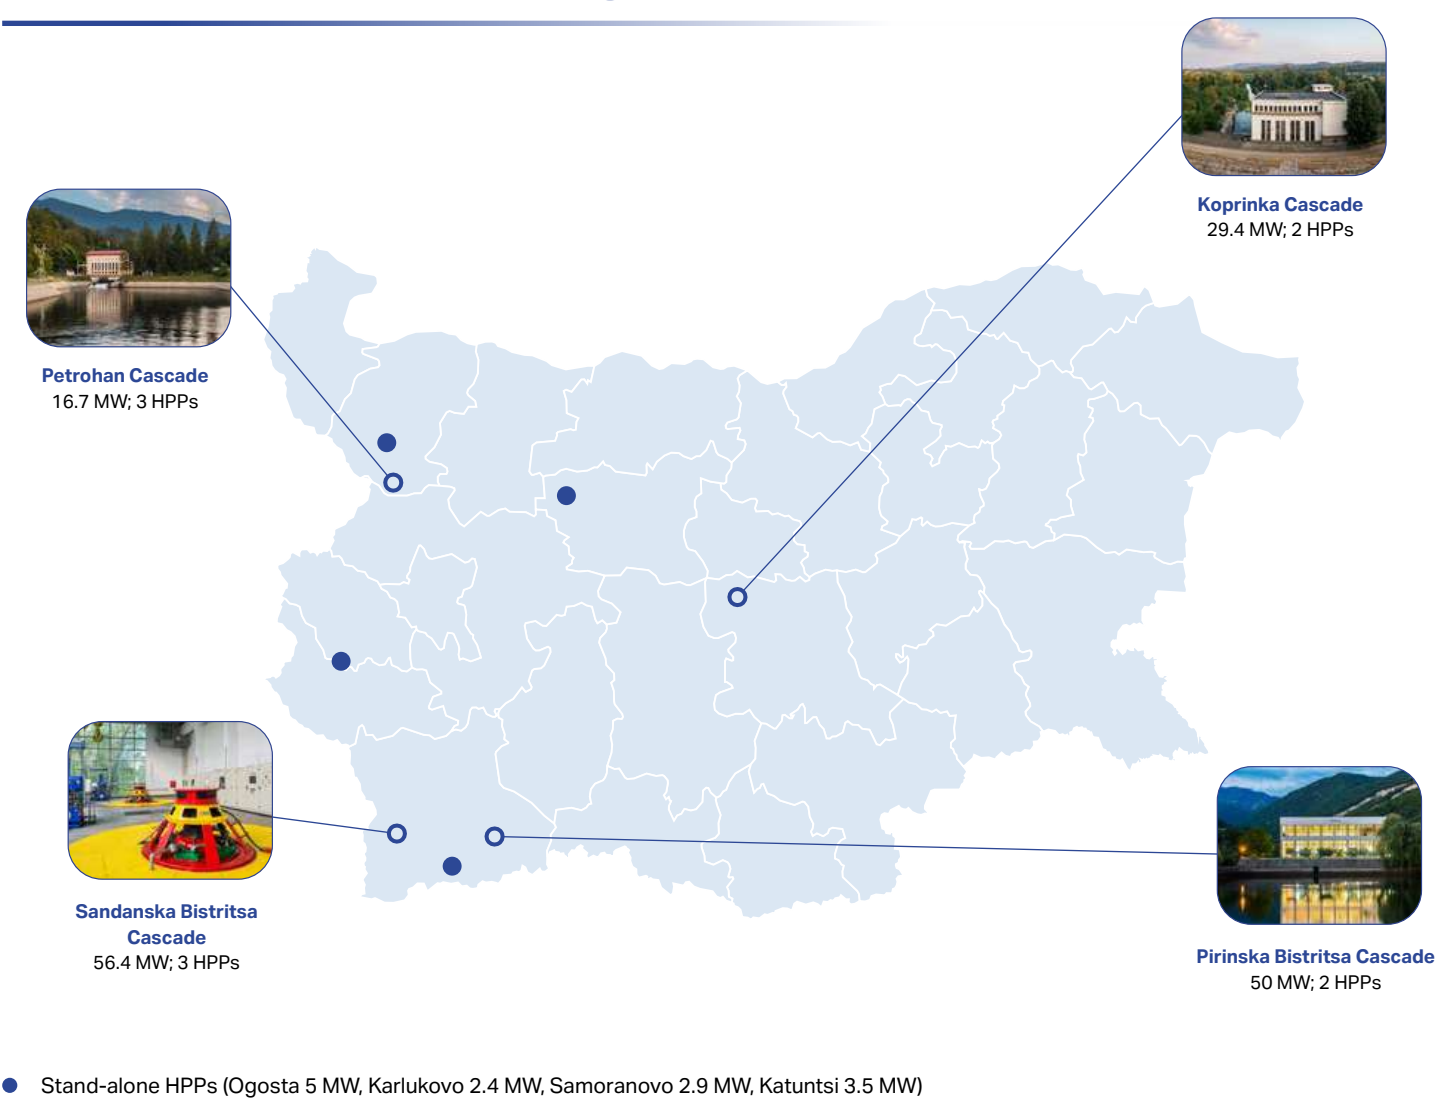 Koprinka Cascade
29.4 MW; 2 HPPs
Petrohan Cascade
16.7 MW; 3 HPPs
Sandanska Bistritsa
Cascade
56.4 MW; 3 HPPs
Pirinska Bistritsa Cascade
50 MW; 2 HPPs
Stand-alone HPPs (Ogosta 5 MW, Karlukovo 2.4 MW, Samoranovo 2.9 MW, Katuntsi 3.5 MW)